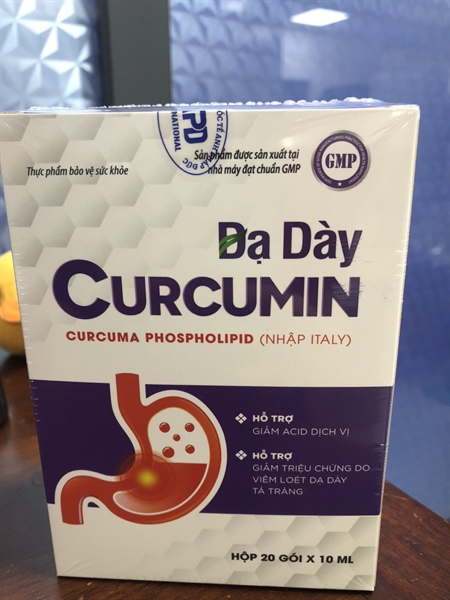 Thực phẩm bảo vệ sức khỏe
Sản phẩm được sản xuất tại
nhà máy đạt chuẩn GMP
GMP
Dạ Dày
CURCUMIN
CURCUMA PHOSPHOLIPID (NHẬP ITALY)
HỖ TRỢ
GIẢM ACID DỊCH VỊ
HỖ TRỢ
GIẢM TRIỆU CHỨNG DO
VIÊM LOÉT DẠ DÀY
TÁ TRÀNG
HỘP 20 GÓI X 10 ML